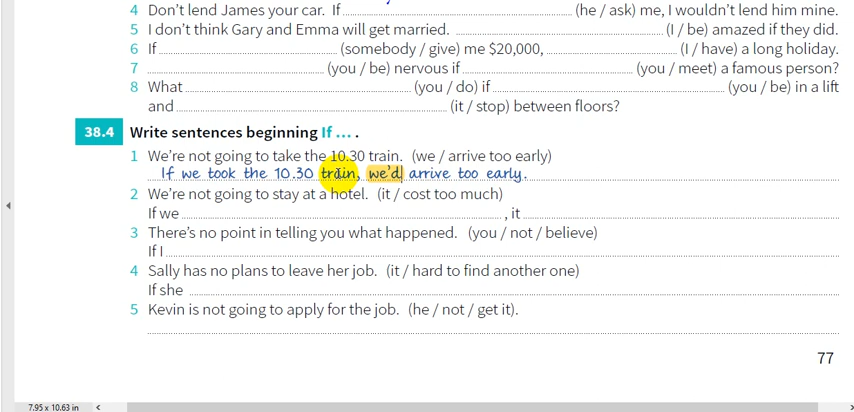 4 Don't lend James your car. If (he / ask) me, I wouldn't lend him mine.
5 I don't think Gary and Emma will get married. (I / be) amazed if they did.
6 If (somebody / give) me $20,000, (I / have) a long holiday.
7 (you / be) nervous if (you / meet) a famous person?
8 What (you / do) if (you / be) in a lift
and (it / stop) between floors?
38.4 Write sentences beginning If ... .
1 We're not going to take the 10.30 train. (we / arrive too early)
If we took the 10.30 train, we'd arrive too early.
2 We're not going to stay at a hotel. (it / cost too much)
If we , it
3 There's no point in telling you what happened. (you / not / believe)
If I
4 Sally has no plans to leave her job. (it / hard to find another one)
If she
5 Kevin is not going to apply for the job. (he / not / get it).
77
7.95 x 10.63 in